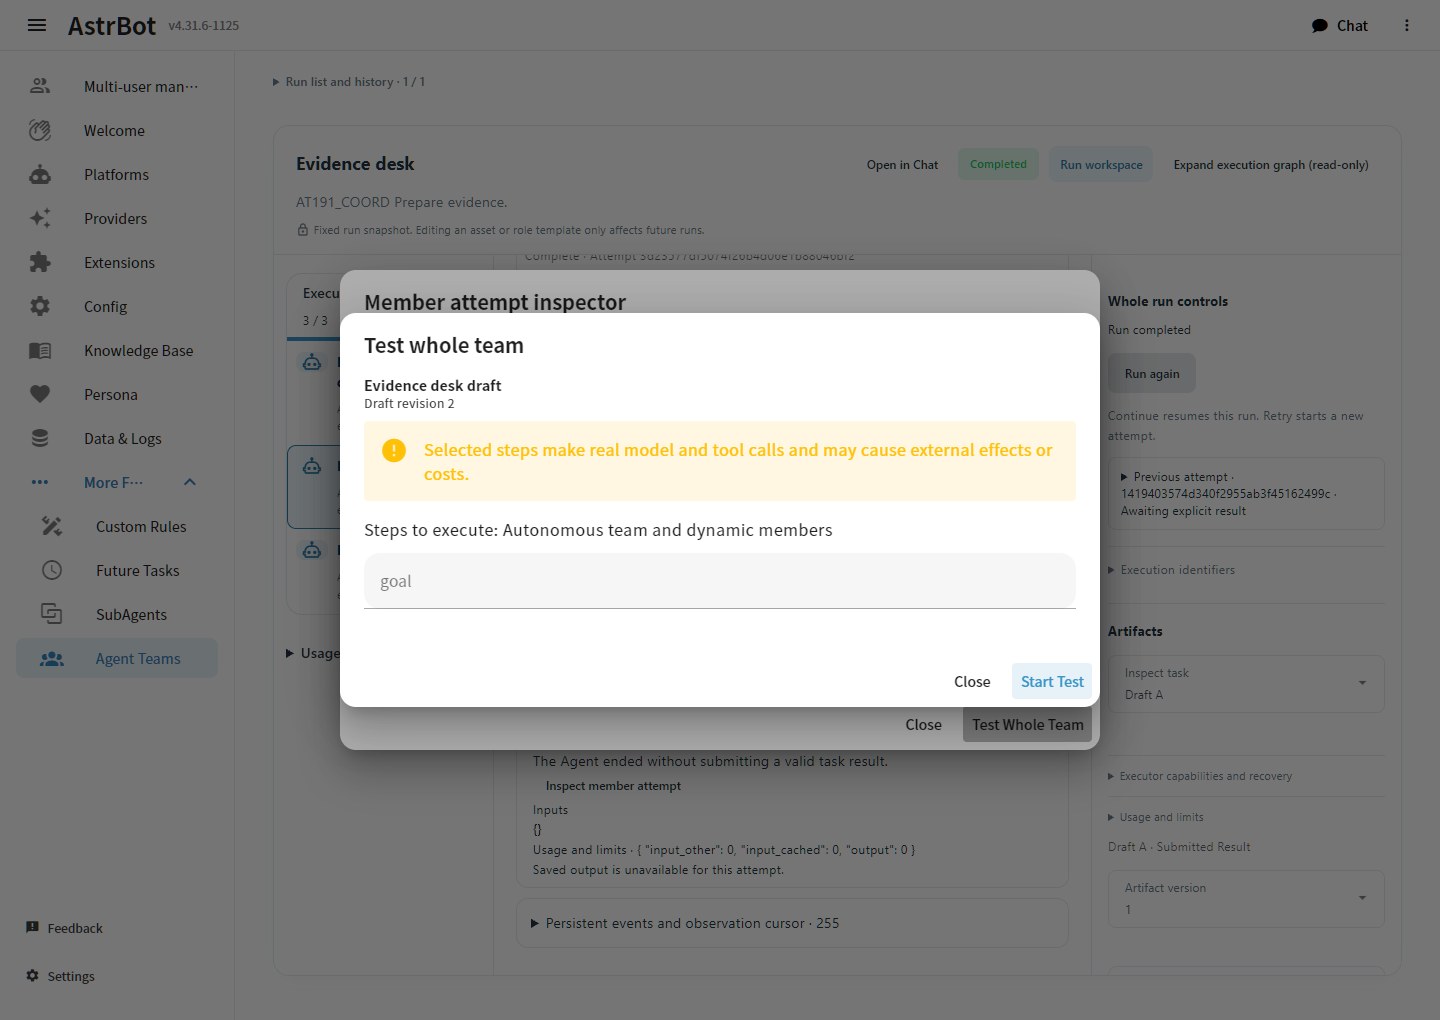 AstrBot v4.31.6-1125
Chat
Multi-user man…
Welcome
Platforms
Providers
Extensions
Config
Knowledge Base
Persona
Data & Logs
More F…
Custom Rules
Future Tasks
SubAgents
Agent Teams
Feedback
Settings
Run list and history · 1 / 1
Evidence desk
Open in Chat
Completed
Run workspace
Expand execution graph (read-only)
AT191_COORD Prepare evidence.
Fixed run snapshot. Editing an asset or role template only affects future runs.
Execu
3 / 3
Usage
Member attempt inspector
Test whole team
Evidence desk draft
Draft revision 2
Selected steps make real model and tool calls and may cause external effects or
costs.
Steps to execute: Autonomous team and dynamic members
goal
Close
Start Test
Close
Test Whole Team
The Agent ended without submitting a valid task result.
Inspect member attempt
Inputs
{}
Usage and limits · { "input_other": 0, "input_cached": 0, "output": 0 }
Saved output is unavailable for this attempt.
Persistent events and observation cursor · 255
Whole run controls
Run completed
Run again
Continue resumes this run. Retry starts a new
attempt.
Previous attempt ·
1419403574d340f2955ab3f45162499c ·
Awaiting explicit result
Execution identifiers
Artifacts
Inspect task
Draft A
Executor capabilities and recovery
Usage and limits
Draft A · Submitted Result
Artifact version
1